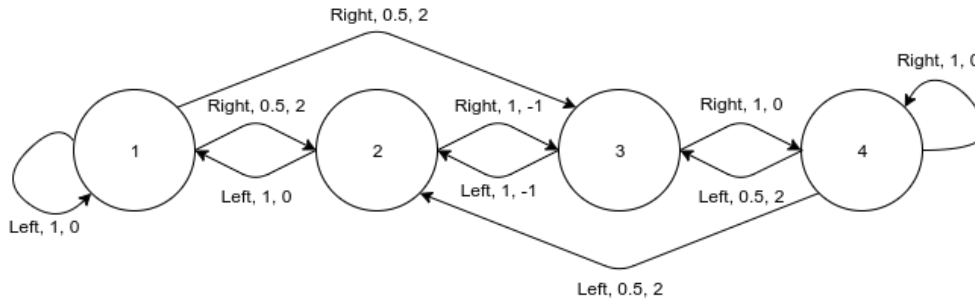 Right, 0.5, 2
Right, 1, 0
Right, 0.5, 2
Right, 1, -1
Right, 1, 0
1
2
3
4
Left, 1, 0
Left, 1, -1
Left, 0.5, 2
Left, 1, 0
Left, 0.5, 2